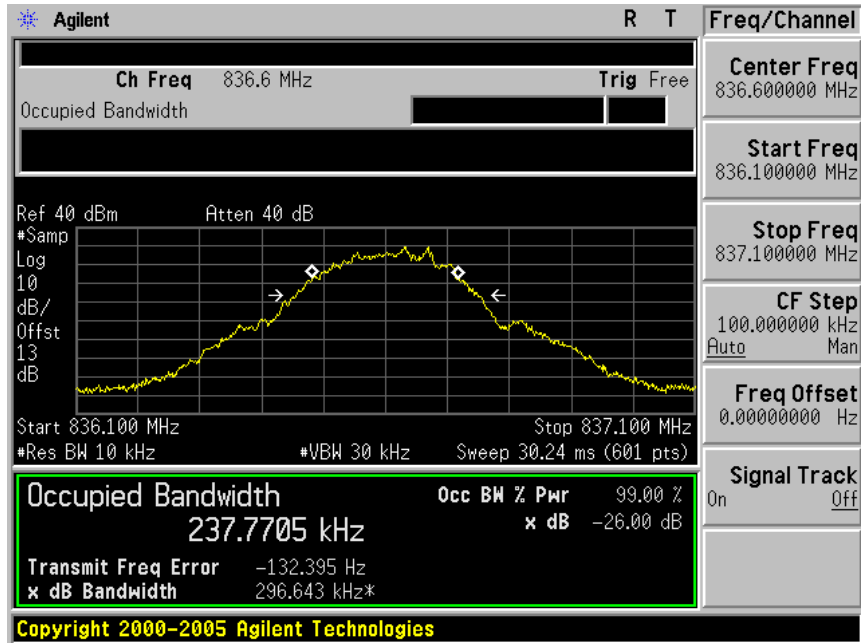 Agilent R T
Ch Freq 836.6 MHz Trig Free
Occupied Bandwidth
Ref 40 dBm Atten 40 dB
#Samp
Log
10
dB/
Offst
13
dB
Start 836.100 MHz Stop 837.100 MHz
#Res BW 10 kHz #VBW 30 kHz Sweep 30.24 ms (601 pts)
Occupied Bandwidth Occ BW % Pwr 99.00 %
237.7705 kHz x dB -26.00 dB
Transmit Freq Error -132.395 Hz
x dB Bandwidth 296.643 kHz*
Copyright 2000-2005 Agilent Technologies
Freq/Channel
Center Freq
836.600000 MHz
Start Freq
836.100000 MHz
Stop Freq
837.100000 MHz
CF Step
100.000000 kHz
Auto Man
Freq Offset
0.00000000 Hz
Signal Track
On Off